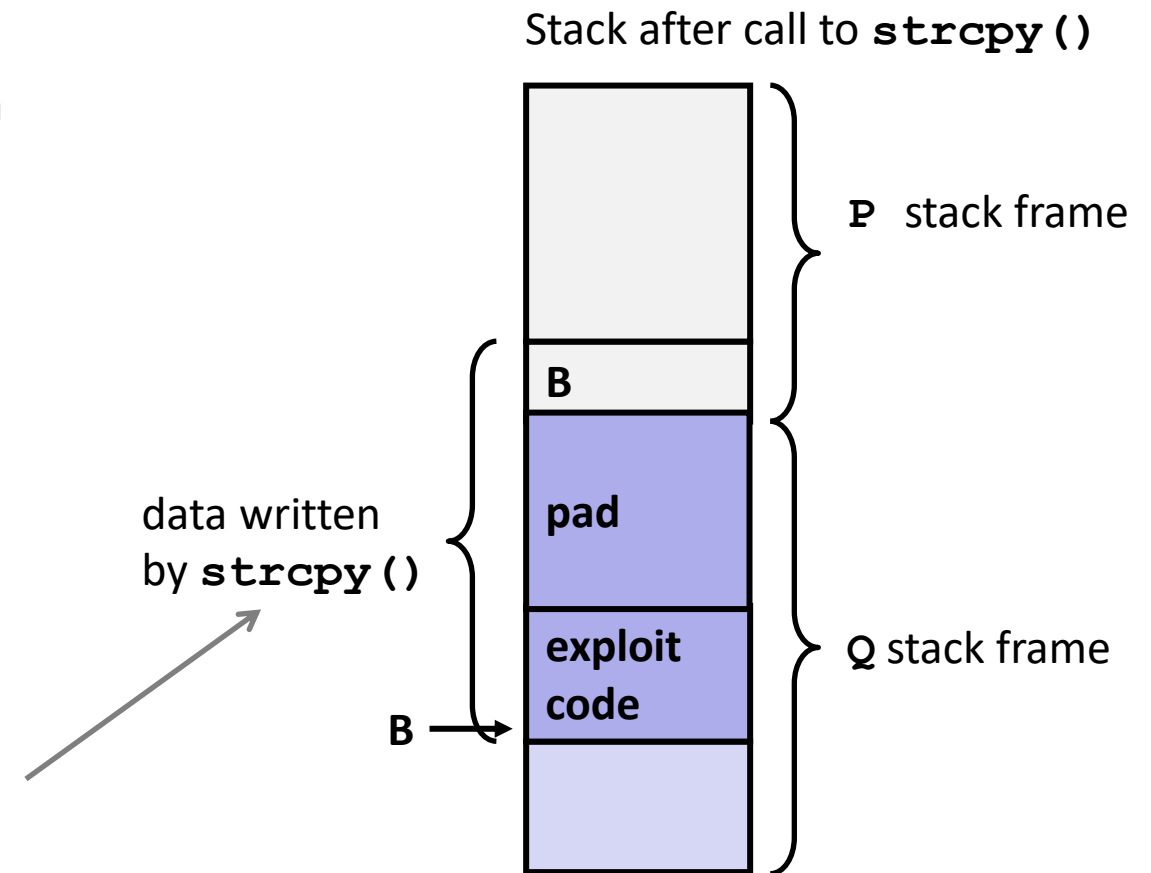 Stack after call to strcpy()
P stack frame
B
pad
data written
by strcpy()
exploit
code
Q stack frame
B